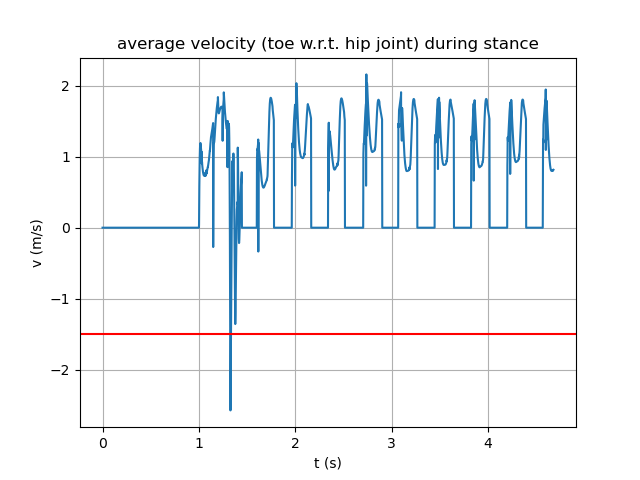 average velocity (toe w.r.t. hip joint) during stance
2
1
0
−1
−2
v (m/s)
0 1 2 3 4
t (s)